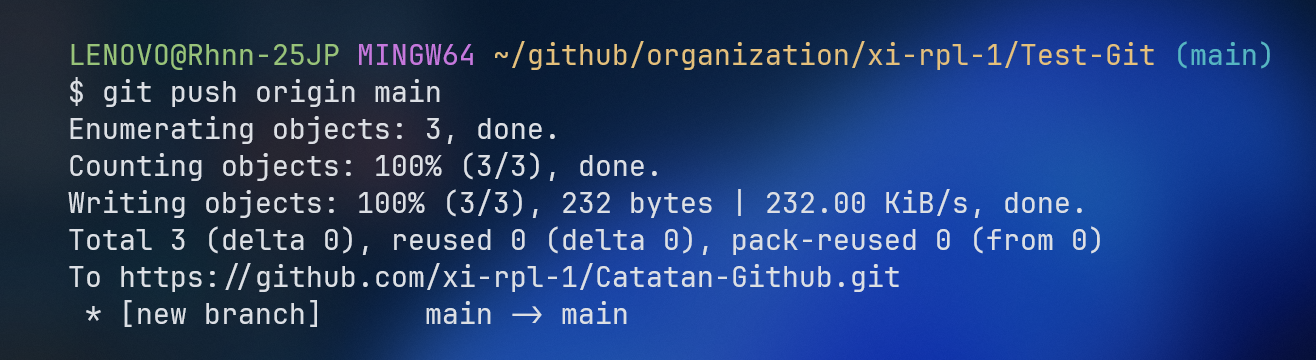 LENOVO@Rhnn-25JP MINGW64 ~/github/organization/xi-rpl-1/Test-Git (main)
$ git push origin main
Enumerating objects: 3, done.
Counting objects: 100% (3/3), done.
Writing objects: 100% (3/3), 232 bytes | 232.00 KiB/s, done.
Total 3 (delta 0), reused 0 (delta 0), pack-reused 0 (from 0)
To https://github.com/xi-rpl-1/Catatan-Github.git
 * [new branch]      main -> main